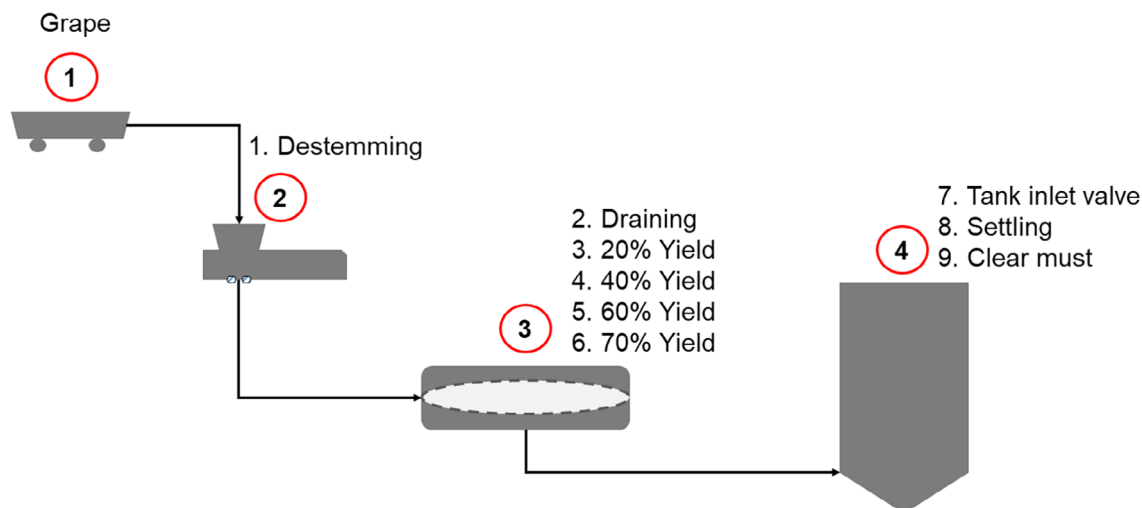 Grape
1
1. Destemming
2
2. Draining
3. 20% Yield
4. 40% Yield
5. 60% Yield
6. 70% Yield
3
7. Tank inlet valve
8. Settling
9. Clear must
4